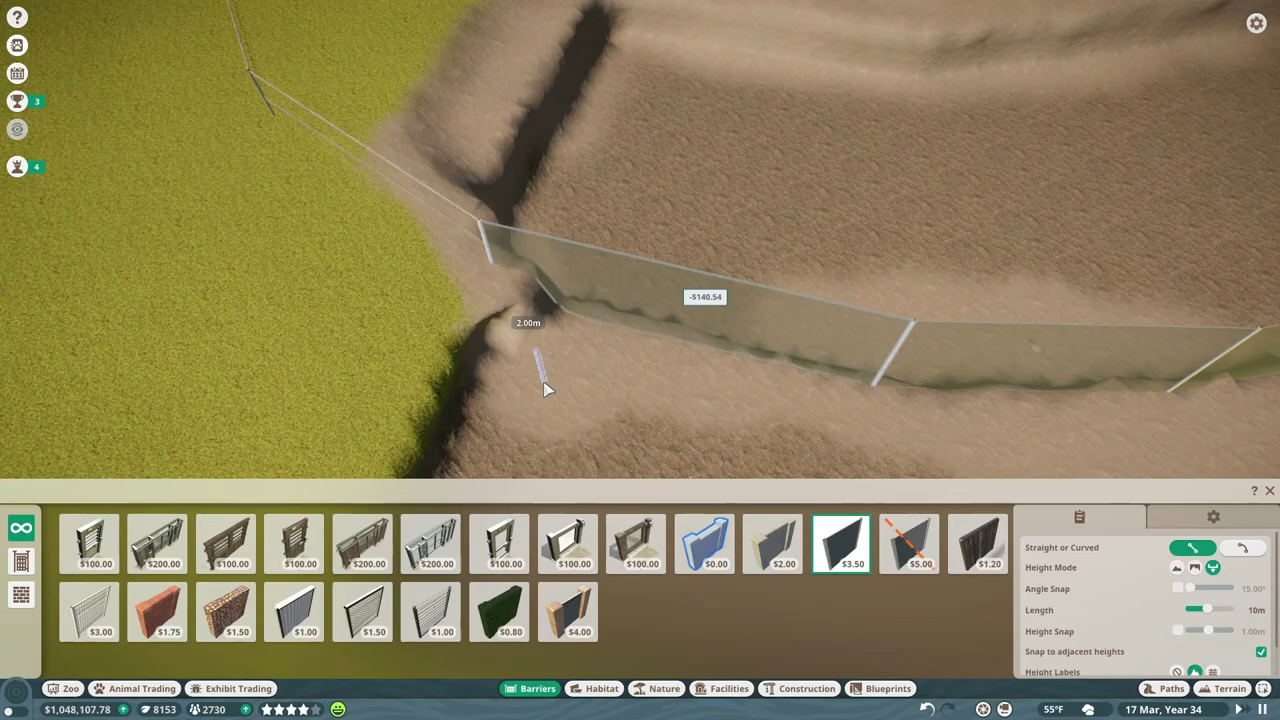 ?
3
4
-$140.54
2.00m
?
$100.00
$200.00
$100.00
$100.00
$200.00
$200.00
$100.00
$100.00
$100.00
$0.00
$2.00
$3.50
$5.00
$1.20
$3.00
$1.75
$1.50
$1.00
$1.50
$1.00
$0.80
$4.00
Straight or Curved
Height Mode
Angle Snap 15.00°
Length 10m
Height Snap 1.00m
Snap to adjacent heights
Height Labels
Zoo
Animal Trading
Exhibit Trading
Barriers
Habitat
Nature
Facilities
Construction
Blueprints
Paths
Terrain
$1,048,107.78
8153
2730
55°F
17 Mar, Year 34